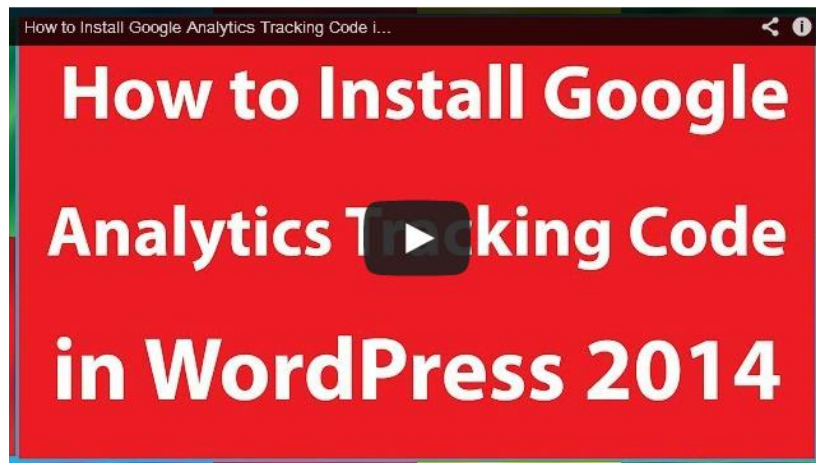 How to Install Google Analytics Tracking Code i...
How to Install Google
Analytics Tracking Code
in WordPress 2014